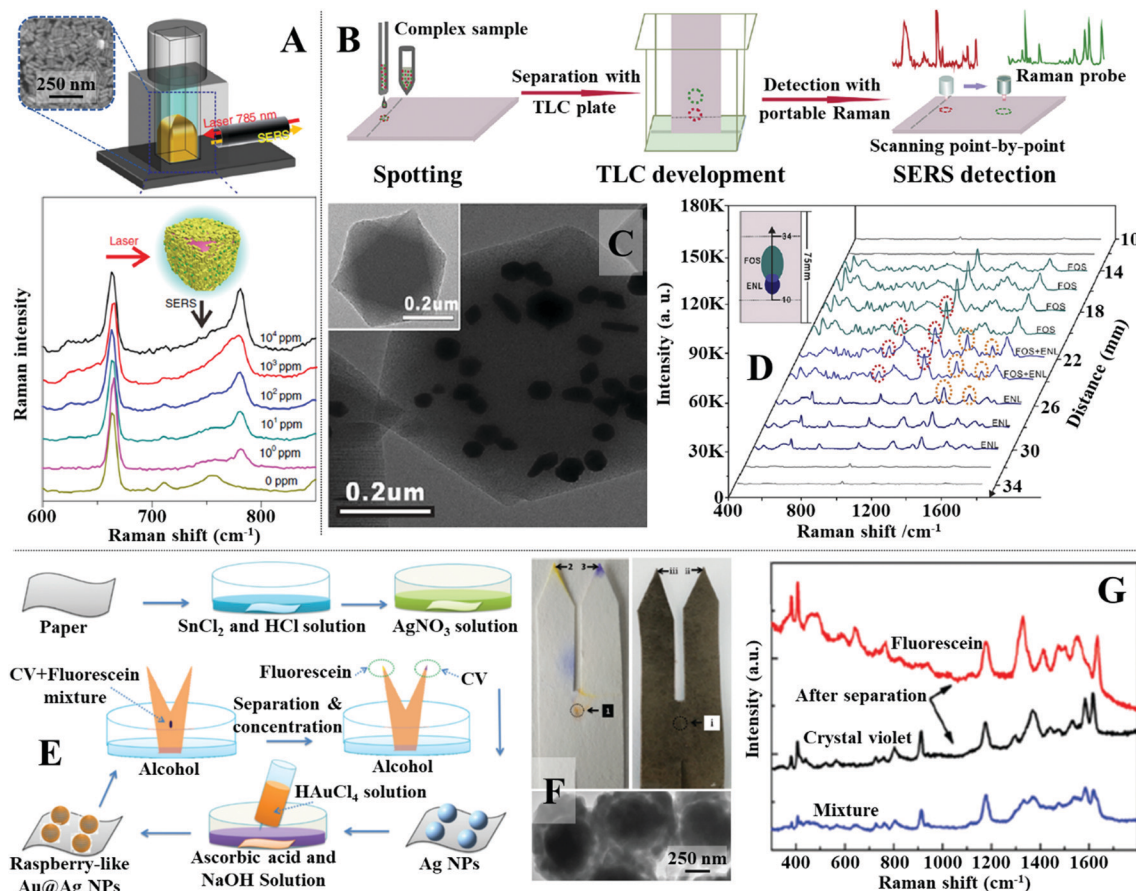 A
250 nm
Laser 785 nm
SERS
Laser
SERS
10⁴ ppm
10³ ppm
10² ppm
10¹ ppm
10⁰ ppm
0 ppm
Raman intensity
600
700
800
Raman shift (cm⁻¹)
B
Complex sample
Separation with
TLC plate
Detection with
portable Raman
Raman probe
Scanning point-by-point
Spotting
TLC development
SERS detection
C
0.2um
0.2um
D
180K
150K
120K
90K
60K
30K
0
Intensity (a. u.)
34
FOS
ENL
10
75mm
FOS
FOS
FOS
FOS
FOS+ENL
FOS+ENL
ENL
ENL
ENL
10
14
18
22
26
30
34
Distance (mm)
400
600
800
1000
1200
1400
1600
Raman shift /cm⁻¹
E
Paper
SnCl₂ and HCl solution
AgNO₃ solution
CV+Fluorescein
mixture
Alcohol
Separation &
concentration
Fluorescein
CV
Alcohol
HAuCl₄ solution
Raspberry-like
Au@Ag NPs
Ascorbic acid and
NaOH Solution
Ag NPs
F
2
3
1
iii
ii
i
250 nm
G
Fluorescein
After separation
Crystal violet
Mixture
Intensity (a.u.)
400
600
800
1000
1200
1400
1600
Raman shift (cm⁻¹)